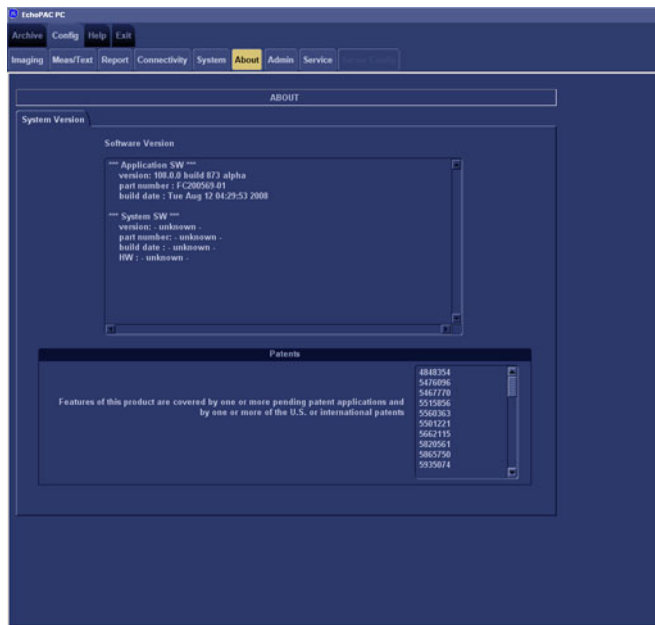 EchoPAC PC
Archive Config Help Exit
Imaging Meas/Text Report Connectivity System About Admin Service
ABOUT
System Version
Software Version
*** Application SW ***
version: 108.0.0 build 873 alpha
part number : FC200569-01
build date : Tue Aug 12 04:29:53 2008
*** System SW ***
version: - unknown -
part number: - unknown -
build date : - unknown -
HW : - unknown -
Patents
Features of this product are covered by one or more pending patent applications and
by one or more of the U.S. or international patents
4848354
5476096
5467770
5515856
5560363
5501221
5662115
5820561
5865750
5935074